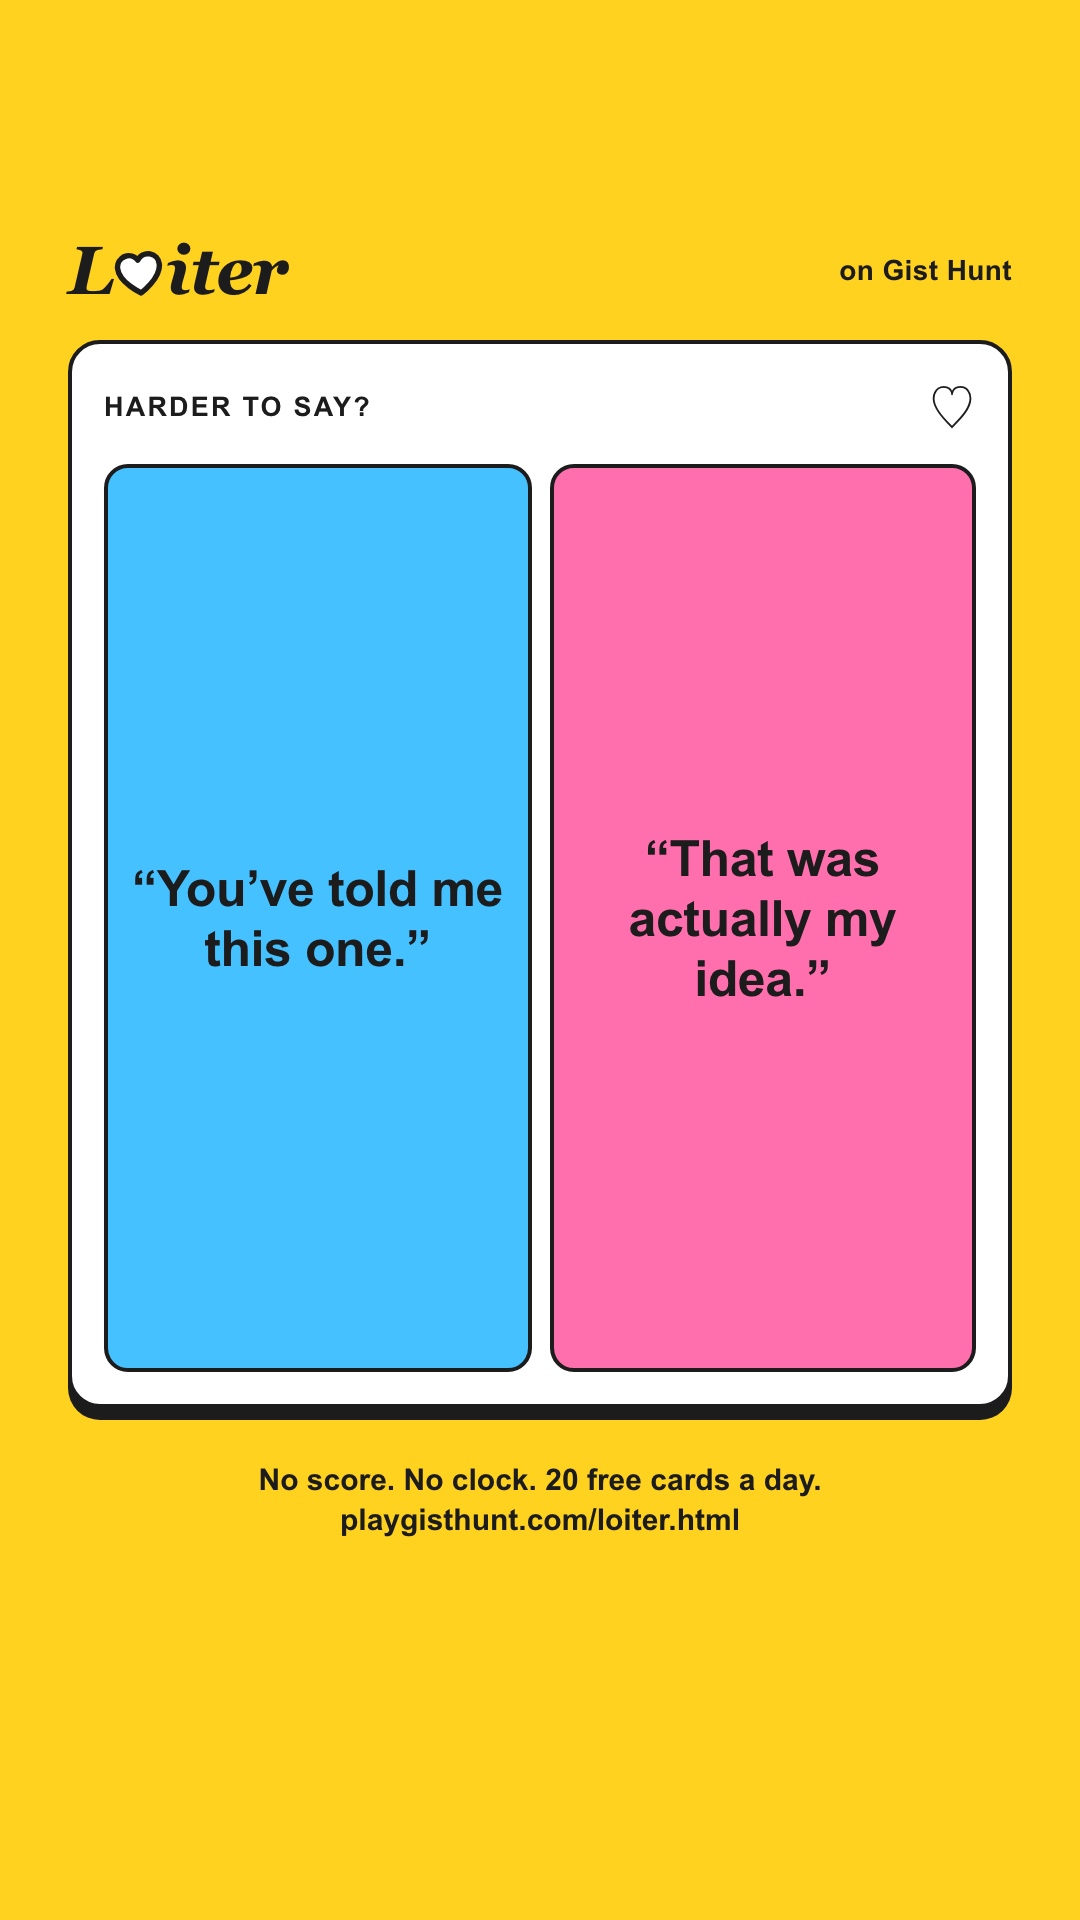 Loiter
on Gist Hunt
HARDER TO SAY?
“You’ve told me
this one.”
“That was
actually my
idea.”
No score. No clock. 20 free cards a day.
playgisthunt.com/loiter.html